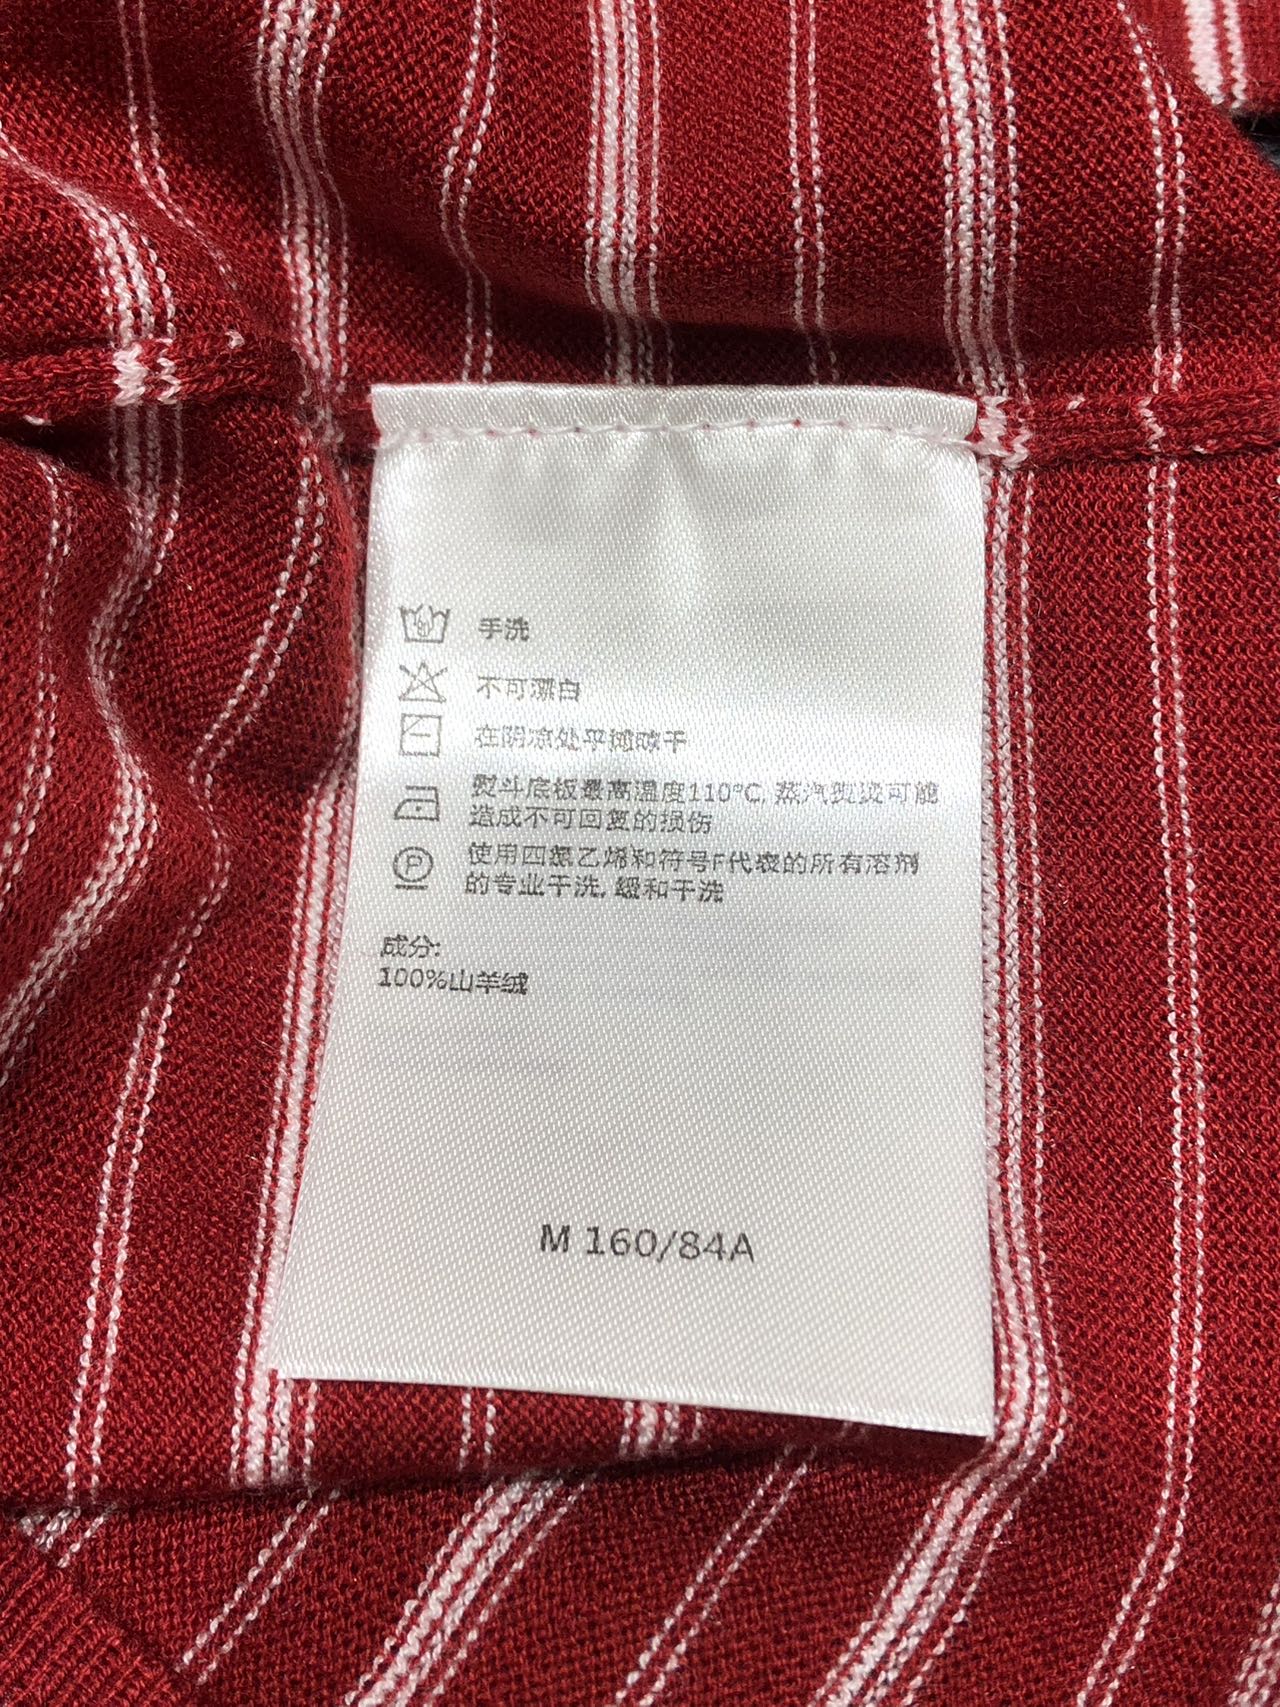 手洗
不可漂白
在阴凉处平摊晾干
熨斗底板最高温度110°C, 蒸汽熨烫可能
造成不可回复的损伤
使用四氯乙烯和符号F代表的所有溶剂
的专业干洗, 缓和干洗
成分:
100%山羊绒
M 160/84A